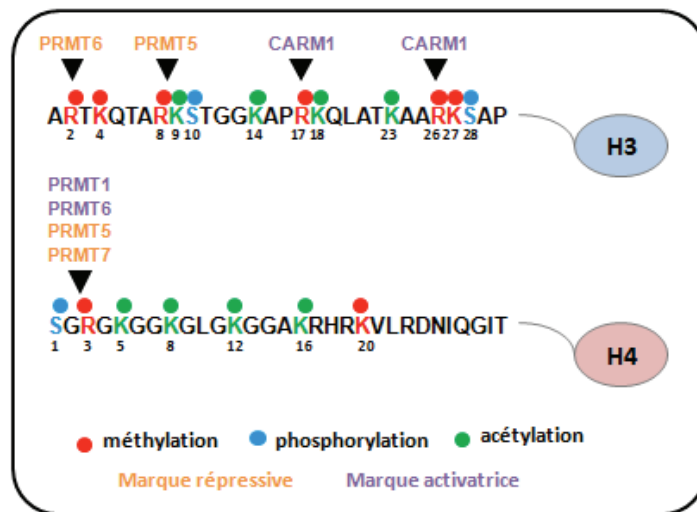 PRMT6 PRMT5 CARM1 CARM1
ARTKQTARKSTGGKAPRKQLATKAARKSAP
2 4 8 9 10 14 17 18 23 26 27 28
H3
PRMT1
PRMT6
PRMT5
PRMT7
SGRGKGGKGLGKGGAKRHRKVLRDNIQGIT
1 3 5 8 12 16 20
H4
méthylation phosphorylation acétylation
Marque répressive Marque activatrice